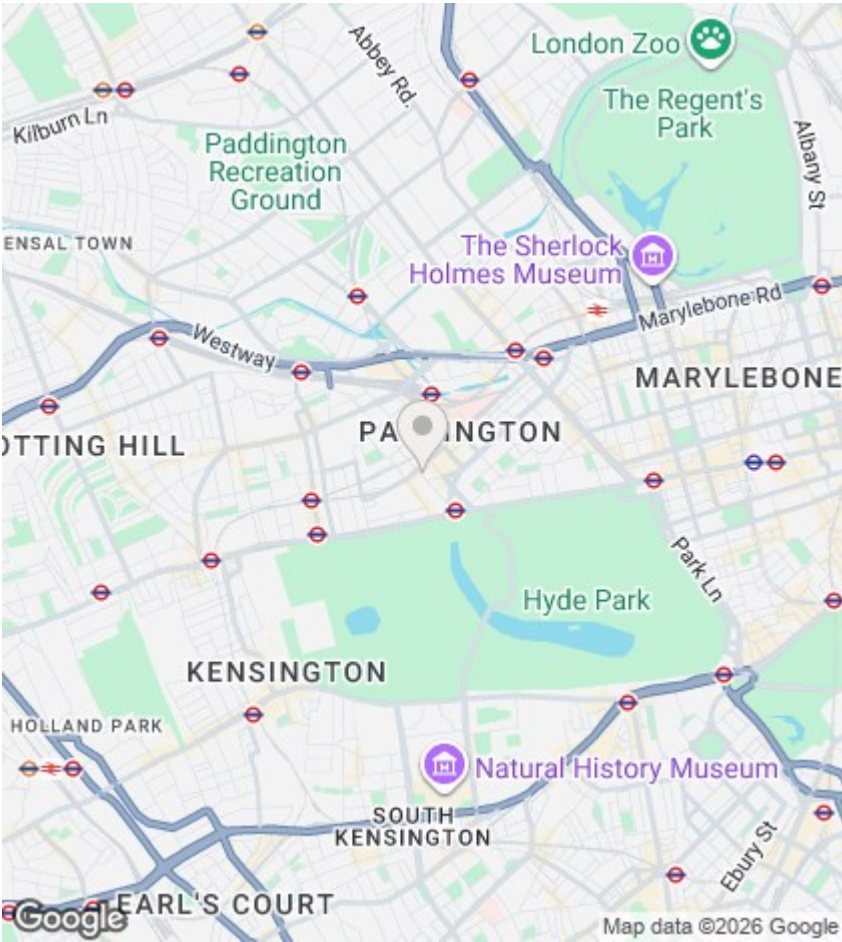 London Zoo
Abbey Rd.
The Regent's
Park
Kilburn Ln
Albany St
Paddington
Recreation
Ground
ENSAL TOWN
The Sherlock
Holmes Museum
Marylebone Rd
Westway
MARYLEBONE
OTTING HILL
PA INGTON
Park Ln
Hyde Park
KENSINGTON
HOLLAND PARK
Natural History Museum
SOUTH
KENSINGTON
Ebury St
EARL'S COURT
Google
Map data ©2026 Google